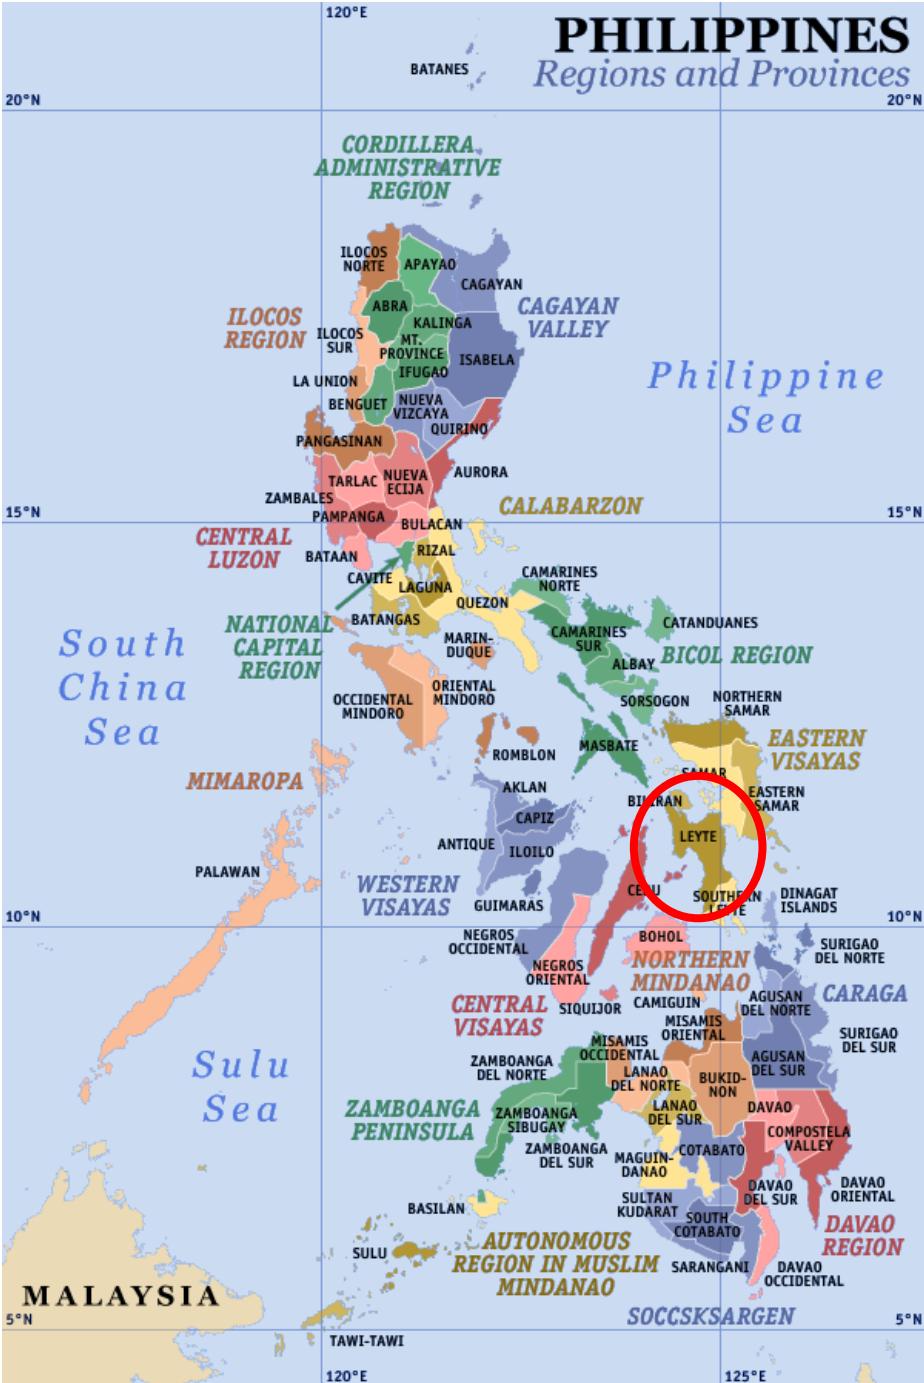 120°E
PHILIPPINES
Regions and Provinces
BATANES
20°N
20°N
CORDILLERA
ADMINISTRATIVE
REGION
ILOCOS
NORTE
APAYAO
CAGAYAN
CAGAYAN
VALLEY
ABRA
ILOCOS
REGION
KALINGA
ILOCOS
SUR
MT.
PROVINCE
ISABELA
IFUGAO
Philippine
Sea
LA UNION
BENGUET
NUEVA
VIZCAYA
QUIRINO
PANGASINAN
AURORA
TARLAC
NUEVA
ECIJA
ZAMBALES
CALABARZON
15°N
15°N
PAMPANGA
BULACAN
CENTRAL
LUZON
BATAAN
RIZAL
CAVITE
LAGUNA
CAMARINES
NORTE
QUEZON
BATANGAS
NATIONAL
CAPITAL
REGION
CATANDUANES
MARIN-
DUQUE
CAMARINES
SUR
South
China
Sea
ALBAY
BICOL REGION
OCCIDENTAL
MINDORO
ORIENTAL
MINDORO
SORSOGON
NORTHERN
SAMAR
ROMBLON
MASBATE
EASTERN
VISAYAS
MIMAROPA
SAMAR
AKLAN
BILIRAN
EASTERN
SAMAR
CAPIZ
ANTIQUE
ILOILO
LEYTE
PALAWAN
WESTERN
VISAYAS
GUIMARAS
CEBU
SOUTHERN
LEYTE
DINAGAT
ISLANDS
10°N
10°N
NEGROS
OCCIDENTAL
BOHOL
SURIGAO
DEL NORTE
NEGROS
ORIENTAL
NORTHERN
MINDANAO
CENTRAL
VISAYAS
SIQUIJOR
CAMIGUIN
AGUSAN
DEL NORTE
CARAGA
MISAMIS
ORIENTAL
SURIGAO
DEL SUR
MISAMIS
OCCIDENTAL
Sulu
Sea
ZAMBOANGA
DEL NORTE
LANAO
DEL NORTE
BUKID-
NON
AGUSAN
DEL SUR
ZAMBOANGA
PENINSULA
ZAMBOANGA
SIBUGAY
LANAO
DEL SUR
DAVAO
COMPOSTELA
VALLEY
ZAMBOANGA
DEL SUR
COTABATO
MAGUIN-
DANAO
DAVAO
DEL SUR
DAVAO
ORIENTAL
BASILAN
SULTAN
KUDARAT
SOUTH
COTABATO
DAVAO
REGION
SULU
AUTONOMOUS
REGION IN MUSLIM
MINDANAO
SARANGANI
DAVAO
OCCIDENTAL
MALAYSIA
SOCCSKSARGEN
5°N
5°N
TAWI-TAWI
120°E
125°E